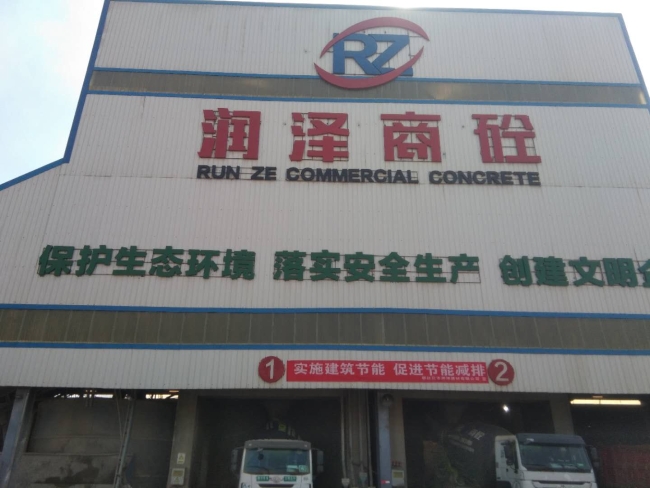 RZ
润泽商砼
RUN ZE COMMERCIAL CONCRETE
保护生态环境 落实安全生产 创建文明企
1 实施建筑节能 促进节能减排 2